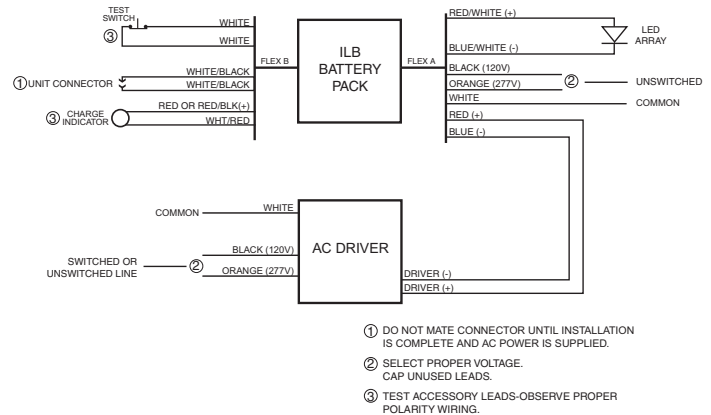 TEST
SWITCH
③
WHITE
WHITE
① UNIT CONNECTOR
WHITE/BLACK
WHITE/BLACK
③ CHARGE
INDICATOR
RED OR RED/BLK(+)
WHT/RED
FLEX B
ILB
BATTERY
PACK
FLEX A
RED/WHITE (+)
BLUE/WHITE (-)
LED
ARRAY
BLACK (120V)
ORANGE (277V)
② UNSWITCHED
WHITE
COMMON
RED (+)
BLUE (-)
COMMON
WHITE
SWITCHED OR
UNSWITCHED LINE
②
BLACK (120V)
ORANGE (277V)
AC DRIVER
DRIVER (-)
DRIVER (+)
① DO NOT MATE CONNECTOR UNTIL INSTALLATION
IS COMPLETE AND AC POWER IS SUPPLIED.
② SELECT PROPER VOLTAGE.
CAP UNUSED LEADS.
③ TEST ACCESSORY LEADS-OBSERVE PROPER
POLARITY WIRING.